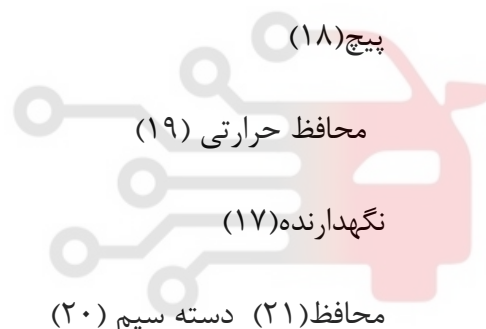 پیچ(۱۸)
محافظ حرارتی (۱۹)
نگهدارنده(۱۷)
محافظ(۲۱) دسته سیم (۲۰)